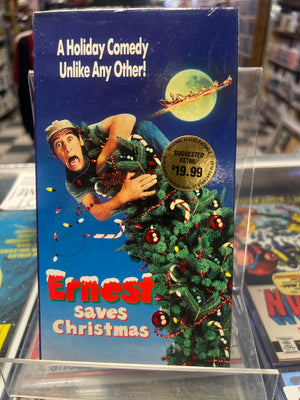 A Holiday Comedy
Unlike Any Other!
SUGGESTED
RETAIL
$19.99
Ernest
saves
Christmas